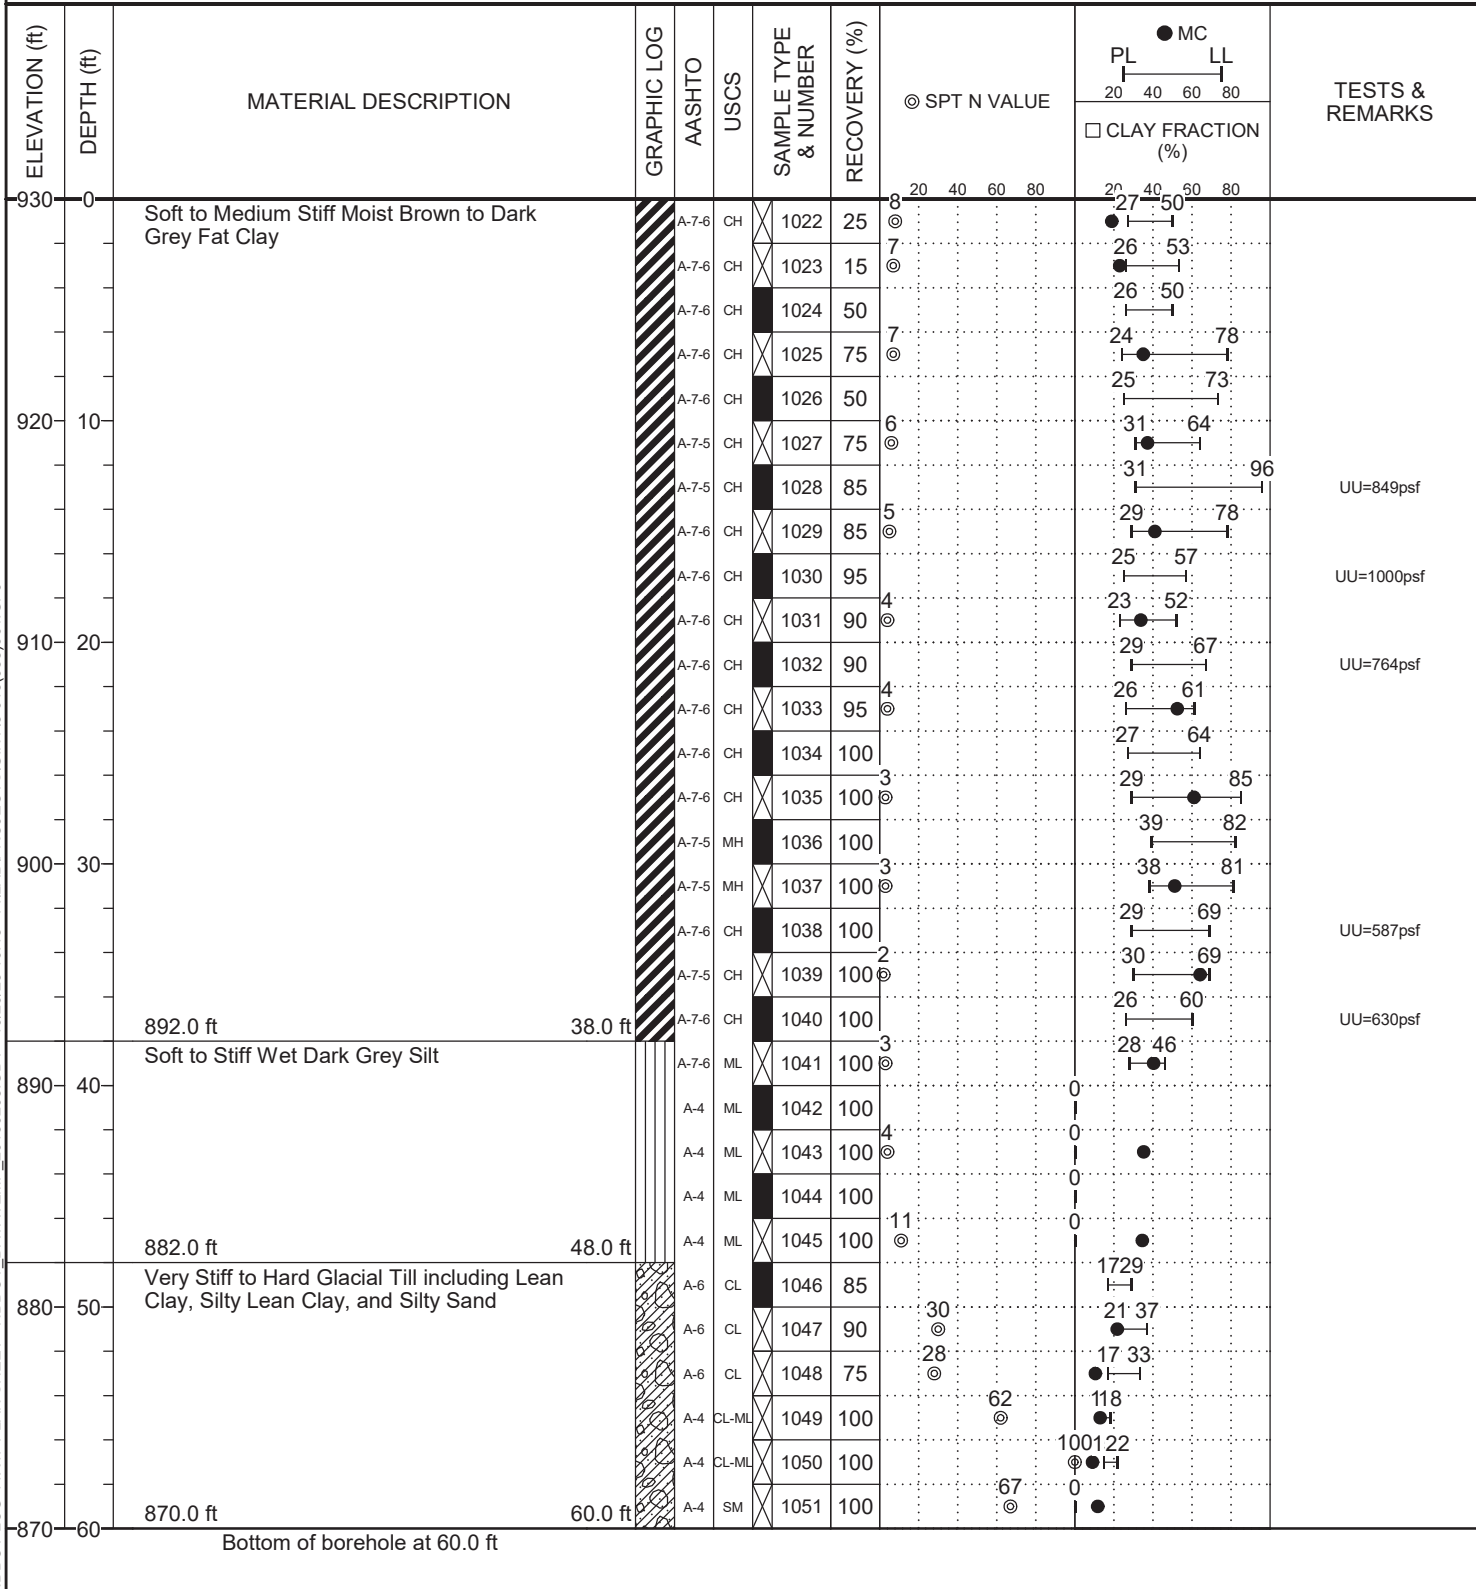 ELEVATION (ft)
DEPTH (ft)
MATERIAL DESCRIPTION
GRAPHIC LOG
AASHTO
USCS
SAMPLE TYPE
& NUMBER
RECOVERY (%)
SPT N VALUE
20 40 60 80
MC
PL LL
20 40 60 80
CLAY FRACTION
(%)
20 40 60 80
TESTS &
REMARKS
930 0
Soft to Medium Stiff Moist Brown to Dark
Grey Fat Clay
A-7-6 CH 1022 25 8 27 50
A-7-6 CH 1023 15 7 26 53
A-7-6 CH 1024 50 26 50
A-7-6 CH 1025 75 7 24 78
A-7-6 CH 1026 50 25 73
920 10
A-7-5 CH 1027 75 6 31 64
A-7-5 CH 1028 85 31 96 UU=849psf
A-7-6 CH 1029 85 5 29 78
A-7-6 CH 1030 95 25 57 UU=1000psf
A-7-6 CH 1031 90 4 23 52
910 20
A-7-6 CH 1032 90 29 67 UU=764psf
A-7-6 CH 1033 95 4 26 61
A-7-6 CH 1034 100 27 64
A-7-6 CH 1035 100 3 29 85
A-7-5 MH 1036 100 39 82
900 30
A-7-5 MH 1037 100 3 38 81
A-7-6 CH 1038 100 29 69 UU=587psf
A-7-5 CH 1039 100 2 30 69
A-7-6 CH 1040 100 26 60 UU=630psf
892.0 ft 38.0 ft
Soft to Stiff Wet Dark Grey Silt
A-7-6 ML 1041 100 3 28 46
890 40
A-4 ML 1042 100 0
A-4 ML 1043 100 4 0
A-4 ML 1044 100 0
A-4 ML 1045 100 11 0
882.0 ft 48.0 ft
Very Stiff to Hard Glacial Till including Lean
Clay, Silty Lean Clay, and Silty Sand
A-6 CL 1046 85 17 29
880 50
A-6 CL 1047 90 30 21 37
A-6 CL 1048 75 28 17 33
A-4 CL-ML 1049 100 62 18
A-4 CL-ML 1050 100 100 22
A-4 SM 1051 100 67 0
870.0 ft 60.0 ft
870 60
Bottom of borehole at 60.0 ft